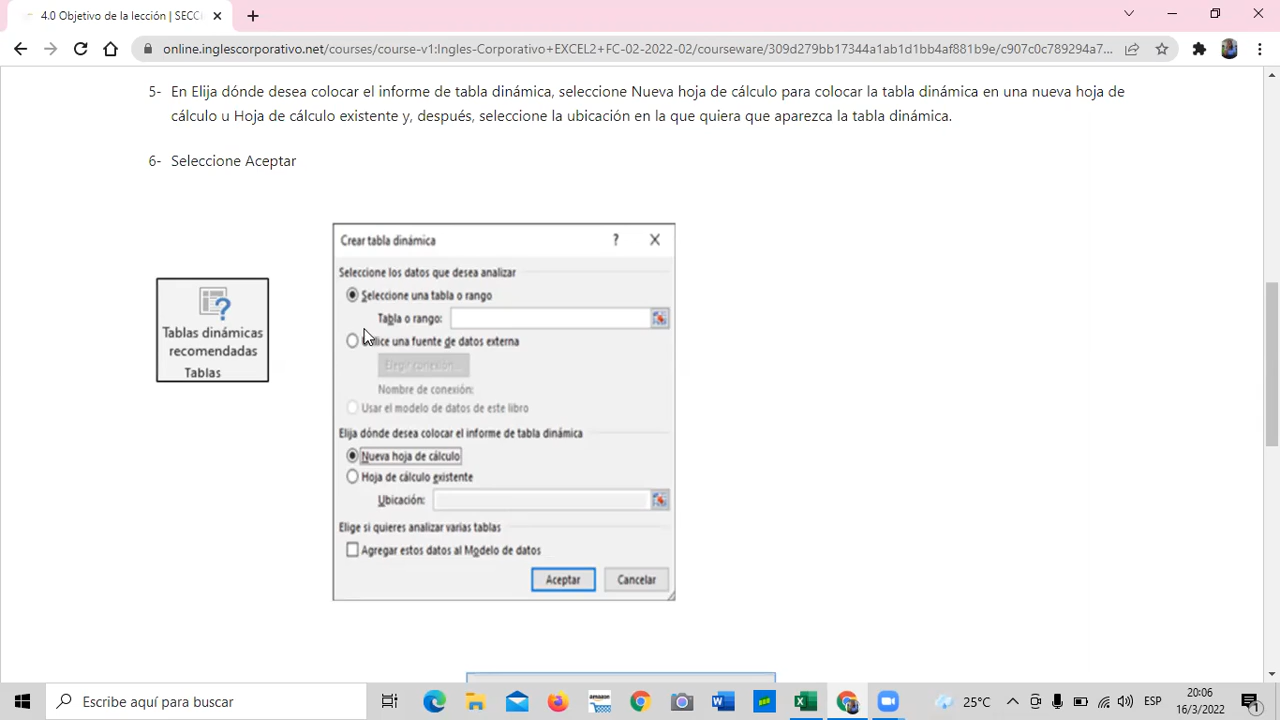 4.0 Objetivo de la lección | SECC
online.inglescorporativo.net/courses/course-v1:Ingles-Corporativo+EXCEL2+FC-02-2022-02/courseware/309d279bb17344a1ab1d1bb4af881b9e/c907c0c789294a7...
5- En Elija dónde desea colocar el informe de tabla dinámica, seleccione Nueva hoja de cálculo para colocar la tabla dinámica en una nueva hoja de
cálculo u Hoja de cálculo existente y, después, seleccione la ubicación en la que quiera que aparezca la tabla dinámica.
6- Seleccione Aceptar
Crear tabla dinámica ?
Seleccione los datos que desea analizar
Seleccione una tabla o rango
Tabla o rango:
ice una fuente de datos externa
Elegir conexión...
Nombre de conexión:
Usar el modelo de datos de este libro
Elija dónde desea colocar el informe de tabla dinámica
Nueva hoja de cálculo
Hoja de cálculo existente
Ubicación:
Elige si quieres analizar varias tablas
Agregar estos datos al Modelo de datos
Aceptar Cancelar
Tablas dinámicas
recomendadas
Tablas
Escribe aquí para buscar
amazon
25°C
ESP
20:06
16/3/2022
1